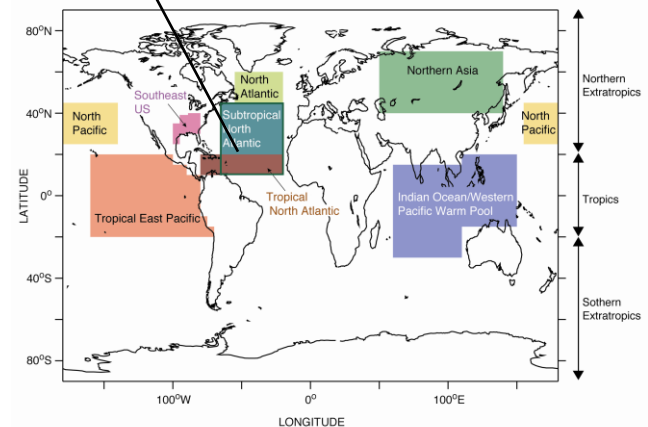 80°N
North
Atlantic
Northern Asia
Southeast
US
Northern
Extratropics
40°N
North
Pacific
Subtropical
North
Atlantic
North
Pacific
LATITUDE
0°
Tropical East Pacific
Tropical
North Atlantic
Indian Ocean/Western
Pacific Warm Pool
Tropics
40°S
Sothern
Extratropics
80°S
100°W
0°
100°E
LONGITUDE